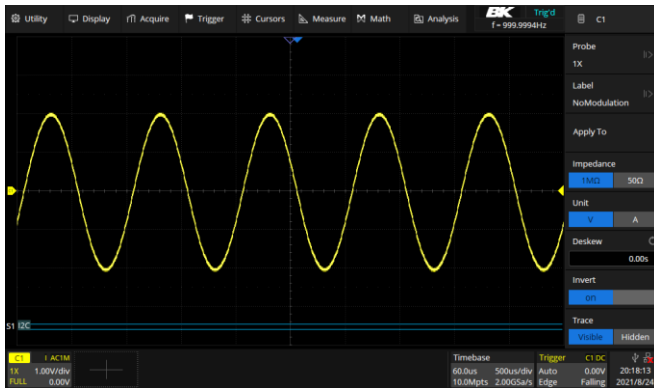 Utility Display Acquire Trigger Cursors Measure Math Analysis
BK Trig'd
f = 999.9994Hz
C1
Probe
1X
Label
NoModulation
Apply To
Impedance
1MΩ 50Ω
Unit
V A
Deskew
0.00s
Invert
on
Trace
Visible Hidden
S1 I2C
C1 I AC1M
1X 1.00V/div
FULL 0.00V
Timebase
60.0us 500us/div
10.0Mpts 2.00GSa/s
Trigger C1 DC
Auto 0.00V
Edge Falling
20:18:13
2021/8/24